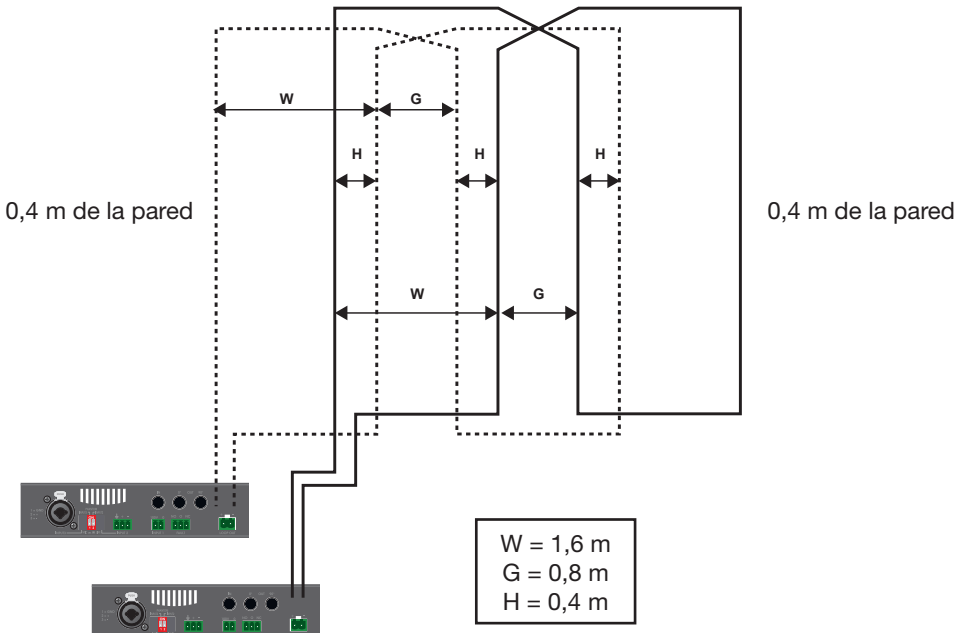 W
G
H
H
H
0,4 m de la pared
0,4 m de la pared
W
G
W = 1,6 m
G = 0,8 m
H = 0,4 m